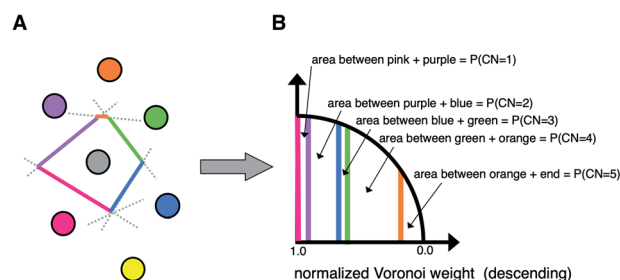 A
B
area between pink + purple = P(CN=1)
area between purple + blue = P(CN=2)
area between blue + green = P(CN=3)
area between green + orange = P(CN=4)
area between orange + end = P(CN=5)
1.0 0.0
normalized Voronoi weight (descending)